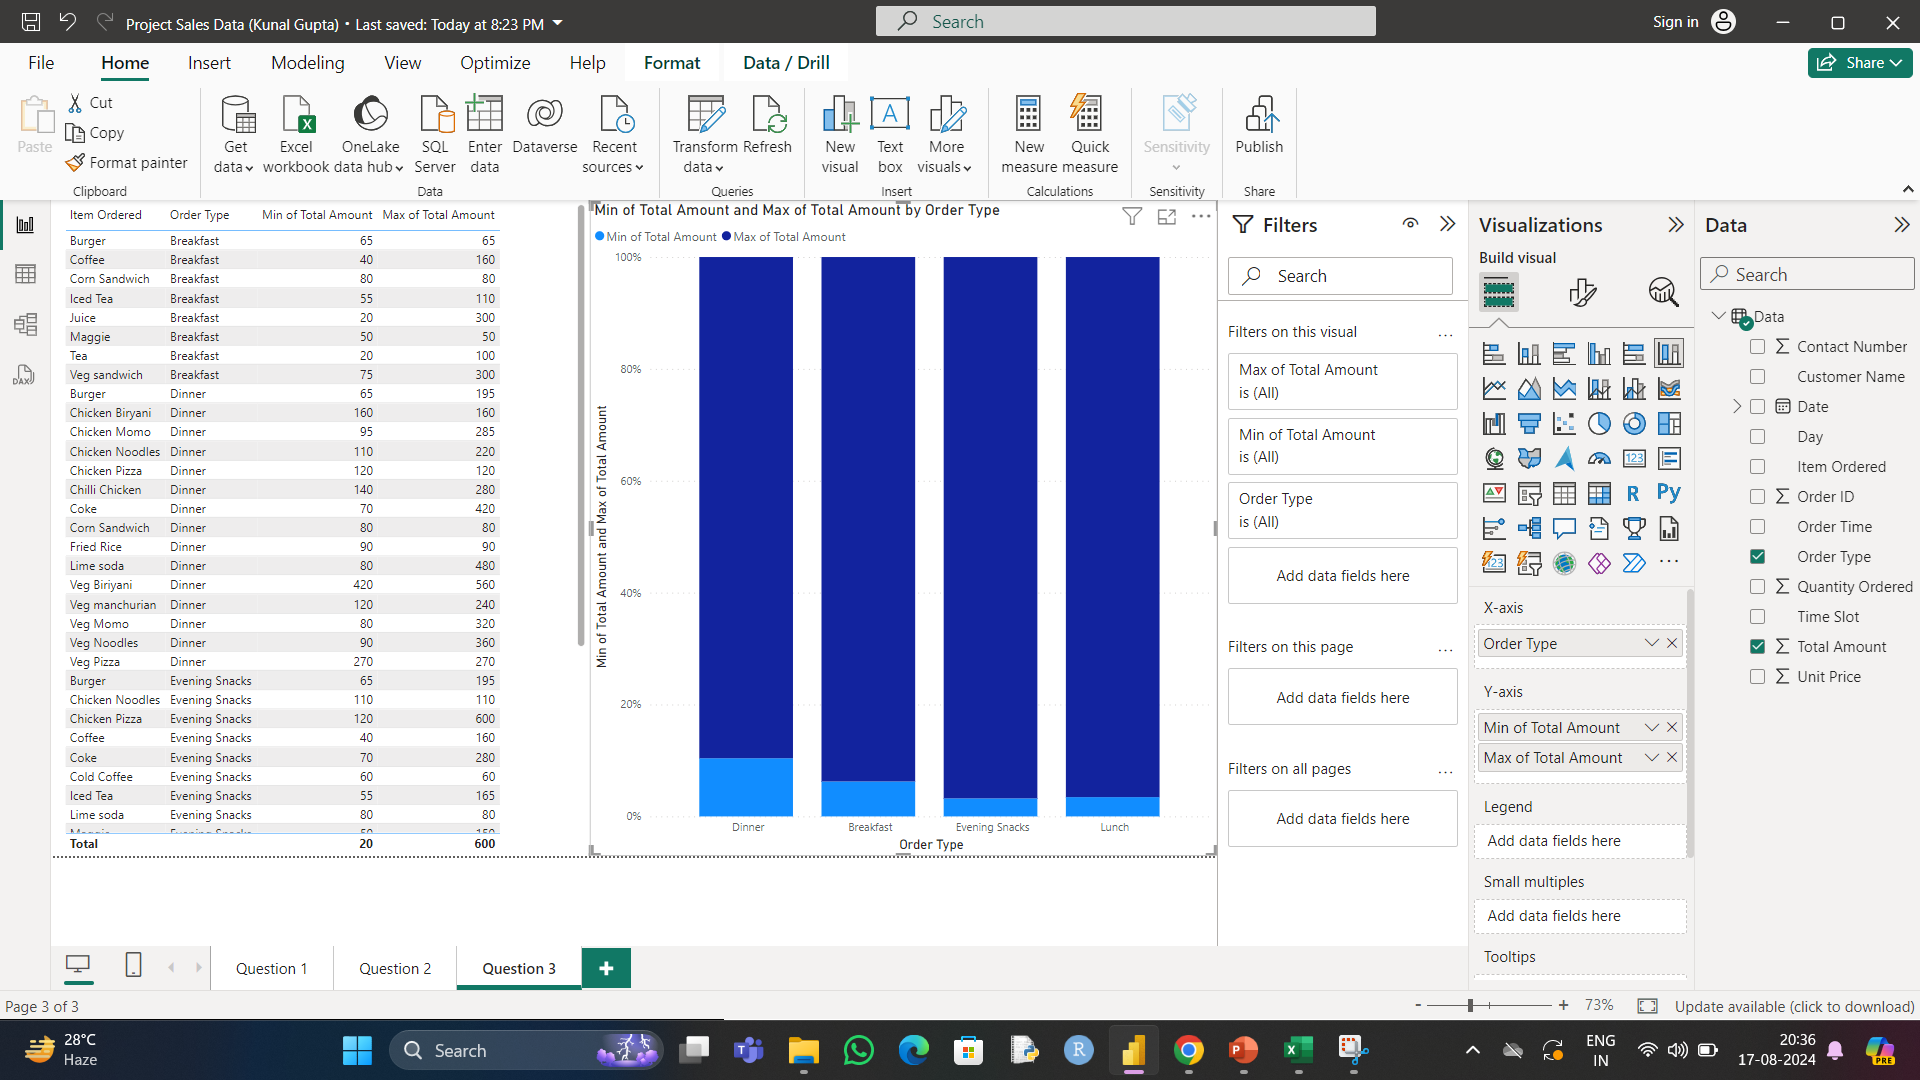 Project Sales Data (Kunal Gupta) • Last saved: Today at 8:23 PM
Search
Sign in
File Home Insert Modeling View Optimize Help Format Data / Drill
Share
Paste
Cut
Copy
Format painter
Clipboard
Get data
Excel workbook
OneLake data hub
SQL Server
Enter data
Dataverse
Recent sources
Data
Transform data
Refresh
Queries
New visual
Text box
More visuals
Insert
New measure
Quick measure
Calculations
Sensitivity
Sensitivity
Publish
Share
Item Ordered Order Type Min of Total Amount Max of Total Amount
Burger Breakfast 65 65
Coffee Breakfast 40 160
Corn Sandwich Breakfast 80 80
Iced Tea Breakfast 55 110
Juice Breakfast 20 300
Maggie Breakfast 50 50
Tea Breakfast 20 100
Veg sandwich Breakfast 75 300
Burger Dinner 65 195
Chicken Biryani Dinner 160 160
Chicken Momo Dinner 95 285
Chicken Noodles Dinner 110 220
Chicken Pizza Dinner 120 120
Chilli Chicken Dinner 140 280
Coke Dinner 70 420
Corn Sandwich Dinner 80 80
Fried Rice Dinner 90 90
Lime soda Dinner 80 480
Veg Biriyani Dinner 420 560
Veg manchurian Dinner 120 240
Veg Momo Dinner 80 320
Veg Noodles Dinner 90 360
Veg Pizza Dinner 270 270
Burger Evening Snacks 65 195
Chicken Noodles Evening Snacks 110 110
Chicken Pizza Evening Snacks 120 600
Coffee Evening Snacks 40 160
Coke Evening Snacks 70 280
Cold Coffee Evening Snacks 60 60
Iced Tea Evening Snacks 55 165
Lime soda Evening Snacks 80 80
Maggie Evening Snacks 50 150
Total 20 600
Min of Total Amount and Max of Total Amount by Order Type
Min of Total Amount Max of Total Amount
100%
80%
60%
40%
20%
0%
Min of Total Amount and Max of Total Amount
Dinner Breakfast Evening Snacks Lunch
Order Type
Filters
Search
Filters on this visual
Max of Total Amount
is (All)
Min of Total Amount
is (All)
Order Type
is (All)
Add data fields here
Filters on this page
Add data fields here
Filters on all pages
Add data fields here
Visualizations
Build visual
123
R
Py
123
X-axis
Order Type
Y-axis
Min of Total Amount
Max of Total Amount
Legend
Add data fields here
Small multiples
Add data fields here
Tooltips
Data
Search
Data
Contact Number
Customer Name
Date
Day
Item Ordered
Order ID
Order Time
Order Type
Quantity Ordered
Time Slot
Total Amount
Unit Price
DAX
Question 1 Question 2 Question 3 +
Page 3 of 3
- + 73%
Update available (click to download)
28°C
Haze
Search
ENG
IN
20:36
17-08-2024
PRE